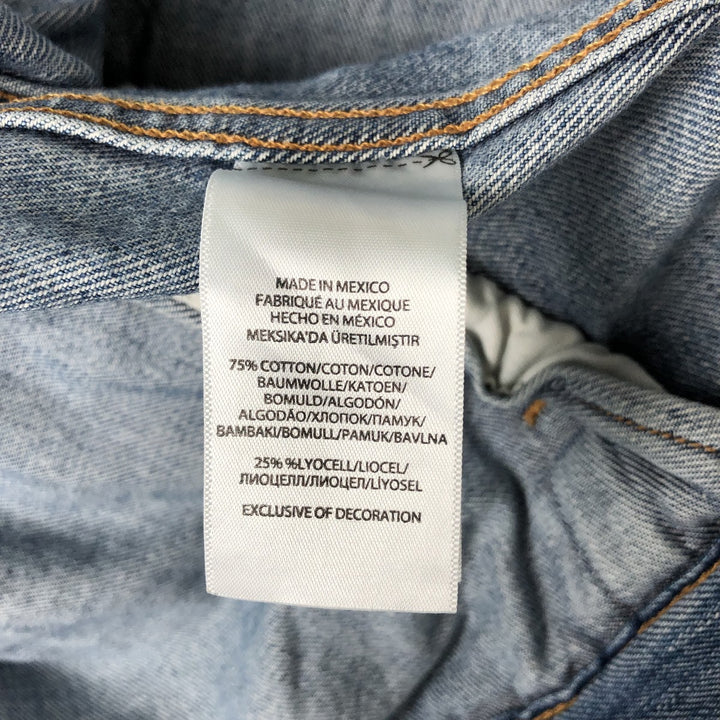 MADE IN MEXICO
FABRIQUÉ AU MEXIQUE
HECHO EN MÉXICO
MEKSIKA'DA ÜRETILMIŞTIR
75% COTTON/COTON/COTONE/
BAUMWOLLE/KATOEN/
BOMULD/ALGODÓN/
ALGODÃO/ХЛОПОК/ПАМУК/
BAMBAKI/BOMULL/PAMUK/BAVLNA
25% %LYOCELL/LIOCEL/
ЛИОЦЕЛЛ/ЛИОЦЕЛ/LİYOSEL
EXCLUSIVE OF DECORATION